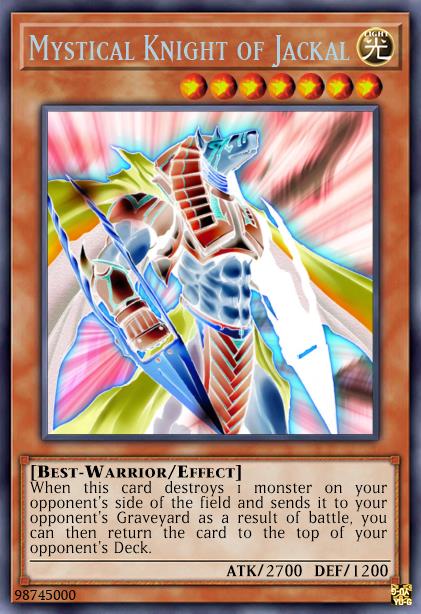 Mystical Knight of Jackal
LIGHT
光
[Best-Warrior/Effect]
When this card destroys 1 monster on your
opponent's side of the field and sends it to your
opponent's Graveyard as a result of battle, you
can then return the card to the top of your
opponent's Deck.
ATK/2700 DEF/1200
98745000